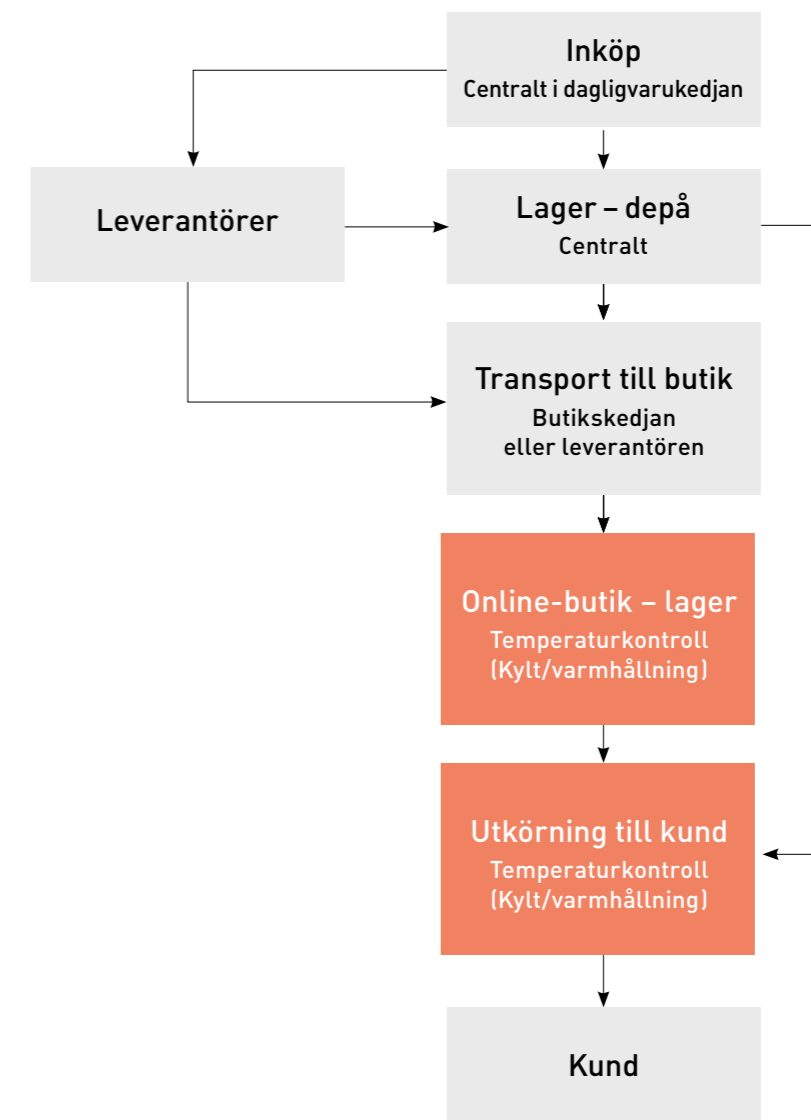 Inköp
Centralt i dagligvarukedjan
Leverantörer
Lager – depå
Centralt
Transport till butik
Butikskedjan
eller leverantören
Online-butik – lager
Temperaturkontroll
(Kylt/varmhållning)
Utkörning till kund
Temperaturkontroll
(Kylt/varmhållning)
Kund